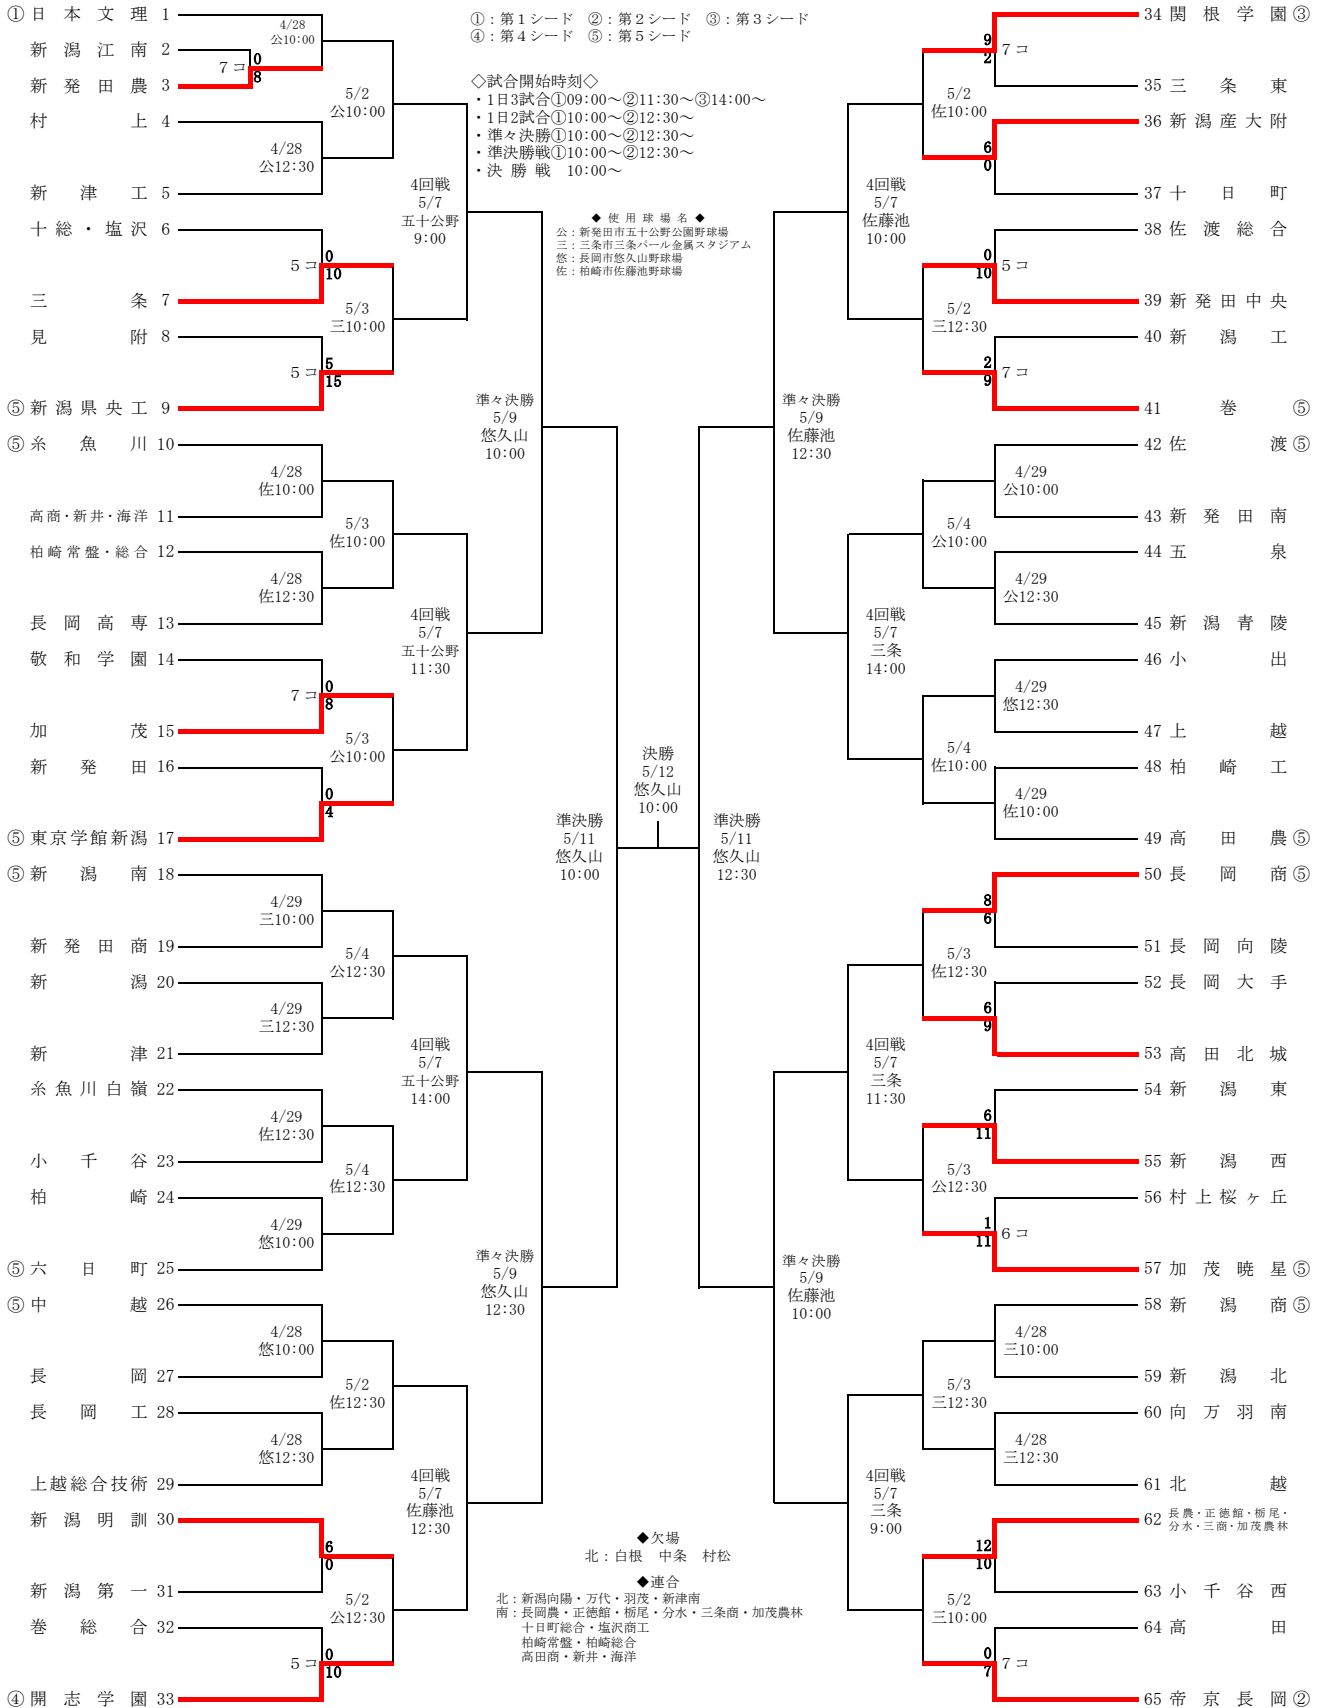 ①：第１シード　②：第２シード　③：第３シード
④：第４シード　⑤：第５シード
◇試合開始時刻◇
・1日3試合①09:00～②11:30～③14:00～
・1日2試合①10:00～②12:30～
・準々決勝①10:00～②12:30～
・準決勝戦①10:00～②12:30～
・決 勝 戦　10:00～
◆ 使 用 球 場 名 ◆
公：新発田市五十公野公園野球場
三：三条市三条パール金属スタジアム
悠：長岡市悠久山野球場
佐：柏崎市佐藤池野球場
① 日本文理 1
4/28
公10:00
新潟江南 2
7コ 0
8
新発田農 3
5/2
公10:00
村上 4
4/28
公12:30
新津工 5
4回戦
5/7
五十公野
9:00
十総・塩沢 6
5コ 0
10
三条 7
5/3
三10:00
見附 8
5コ 5
15
⑤ 新潟県央工 9
準々決勝
5/9
悠久山
10:00
⑤ 糸魚川 10
4/28
佐10:00
高商・新井・海洋 11
5/3
佐10:00
柏崎常盤・総合 12
4/28
佐12:30
長岡高専 13
4回戦
5/7
五十公野
11:30
敬和学園 14
7コ 0
8
加茂 15
5/3
公10:00
新発田 16
0
4
⑤ 東京学館新潟 17
準決勝
5/11
悠久山
10:00
⑤ 新潟南 18
4/29
三10:00
新発田商 19
5/4
公12:30
新潟 20
4/29
三12:30
新津 21
4回戦
5/7
五十公野
14:00
糸魚川白嶺 22
4/29
佐12:30
小千谷 23
5/4
佐12:30
柏崎 24
4/29
悠10:00
⑤ 六日町 25
準々決勝
5/9
悠久山
12:30
⑤ 中越 26
4/28
悠10:00
長岡 27
5/2
佐12:30
長岡工 28
4/28
悠12:30
上越総合技術 29
4回戦
5/7
佐藤池
12:30
新潟明訓 30
6
0
新潟第一 31
5/2
公12:30
巻総合 32
5コ 0
10
④ 開志学園 33
決勝
5/12
悠久山
10:00
34 関根学園 ③
9
2 7コ
35 三条東
5/2
佐10:00
36 新潟産大附
6
0
37 十日町
4回戦
5/7
佐藤池
10:00
38 佐渡総合
0
10 5コ
39 新発田中央
5/2
三12:30
40 新潟工
2
9 7コ
41 巻 ⑤
準々決勝
5/9
佐藤池
12:30
42 佐渡 ⑤
4/29
公10:00
43 新発田南
5/4
公10:00
44 五泉
4/29
公12:30
45 新潟青陵
4回戦
5/7
三条
14:00
46 小出
4/29
悠12:30
47 上越
5/4
佐10:00
48 柏崎工
4/29
佐10:00
49 高田農 ⑤
準決勝
5/11
悠久山
12:30
50 長岡商 ⑤
8
6
51 長岡向陵
5/3
佐12:30
52 長岡大手
6
9
53 高田北城
4回戦
5/7
三条
11:30
54 新潟東
6
11
55 新潟西
5/3
公12:30
56 村上桜ヶ丘
1
11 6コ
57 加茂暁星 ⑤
準々決勝
5/9
佐藤池
10:00
58 新潟商 ⑤
4/28
三10:00
59 新潟北
5/3
三12:30
60 向万羽南
4/28
三12:30
61 北越
4回戦
5/7
三条
9:00
62 長農・正徳館・栃尾・
分水・三商・加茂農林
12
10
63 小千谷西
5/2
三10:00
64 高田
0
7 7コ
65 帝京長岡 ②
◆欠場
北：白根　中条　村松
◆連合
北：新潟向陽・万代・羽茂・新津南
南：長岡農・正徳館・栃尾・分水・三条商・加茂農林
十日町総合・塩沢商工
柏崎常盤・柏崎総合
高田商・新井・海洋